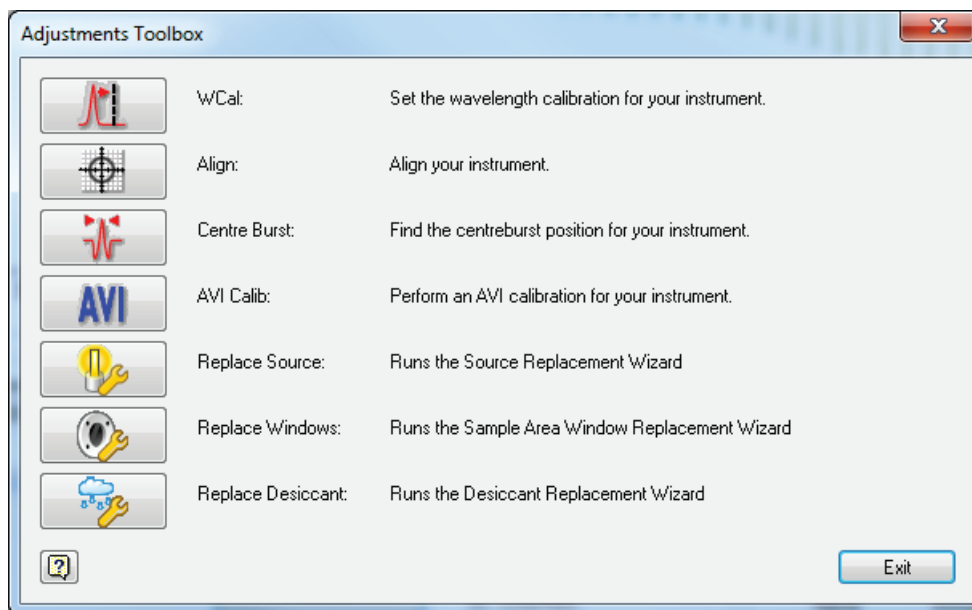 Adjustments Toolbox
WCal: Set the wavelength calibration for your instrument.
Align: Align your instrument.
Centre Burst: Find the centreburst position for your instrument.
AVI AVI Calib: Perform an AVI calibration for your instrument.
Replace Source: Runs the Source Replacement Wizard
Replace Windows: Runs the Sample Area Window Replacement Wizard
Replace Desiccant: Runs the Desiccant Replacement Wizard
? Exit